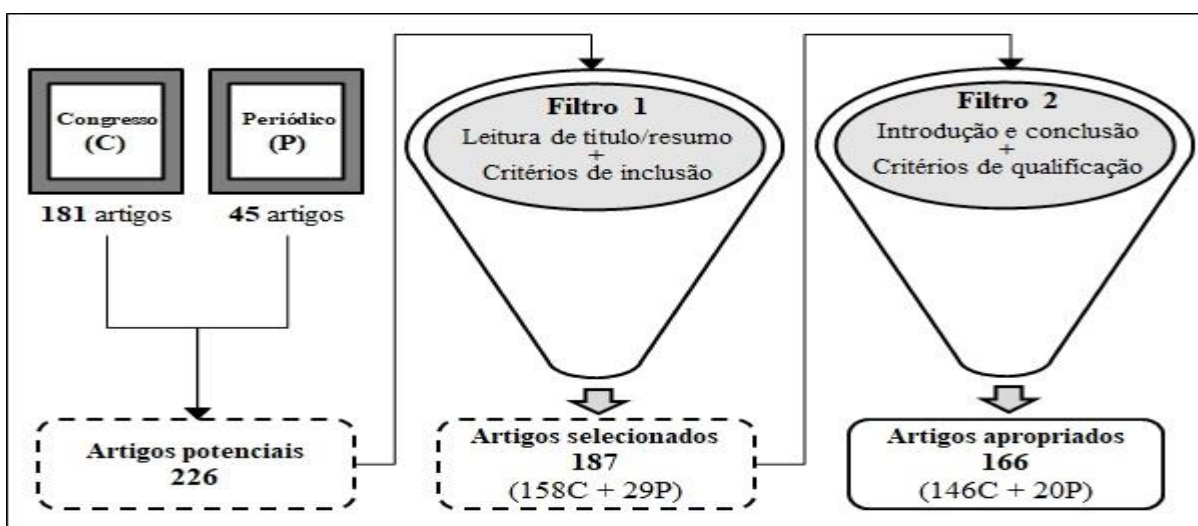 Congresso
(C)
181 artigos
Periódico
(P)
45 artigos
Artigos potenciais
226
Filtro 1
Leitura de título/resumo
+
Critérios de inclusão
Artigos selecionados
187
(158C + 29P)
Filtro 2
Introdução e conclusão
+
Critérios de qualificação
Artigos apropriados
166
(146C + 20P)